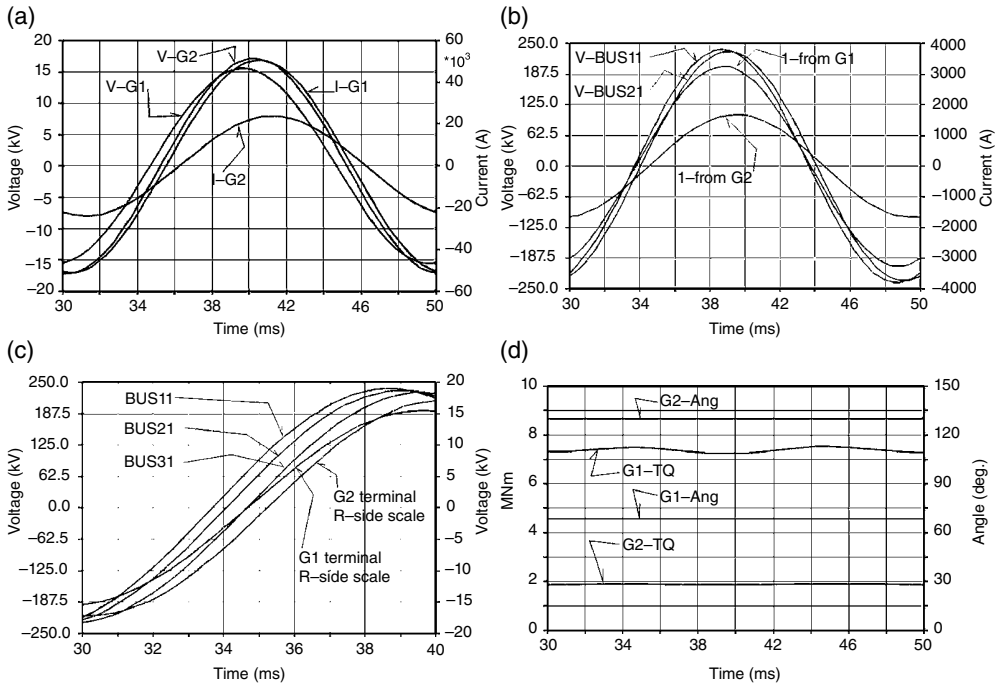 (a)
Voltage (kV)
20
15
10
5
0
−5
−10
−15
−20
V−G2
V−G1
I−G1
I−G2
60
*10³
40
20
0
−20
−40
−60
Current (A)
30
34
38
42
46
50
Time (ms)
(b)
Voltage (kV)
250.0
187.5
125.0
62.5
0.0
−62.5
−125.0
−187.5
−250.0
V−BUS11
V−BUS21
1−from G1
1−from G2
4000
3000
2000
1000
0
−1000
−2000
−3000
−4000
Current (A)
30
34
38
42
46
50
Time (ms)
(c)
Voltage (kV)
250.0
187.5
125.0
62.5
0.0
−62.5
−125.0
−187.5
−250.0
BUS11
BUS21
BUS31
G2 terminal
R−side scale
G1 terminal
R−side scale
20
15
10
5
0
−5
−10
−15
−20
Voltage (kV)
30
32
34
36
38
40
Time (ms)
(d)
MNm
10
8
6
4
2
0
G2−Ang
G1−TQ
G1−Ang
G2−TQ
150
120
90
60
30
0
Angle (deg.)
30
34
38
42
46
50
Time (ms)